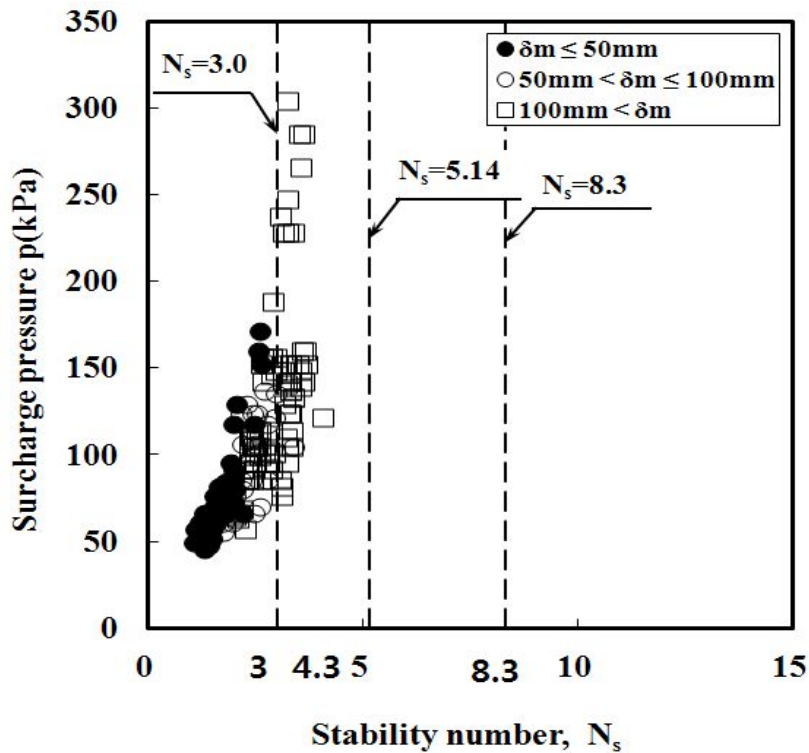 350
300
250
200
150
100
50
0
Surcharge pressure p(kPa)
δm ≤ 50mm
50mm < δm ≤ 100mm
100mm < δm
Nₛ=3.0
Nₛ=5.14
Nₛ=8.3
0 3 4.3 5 8.3 10 15
Stability number, Nₛ